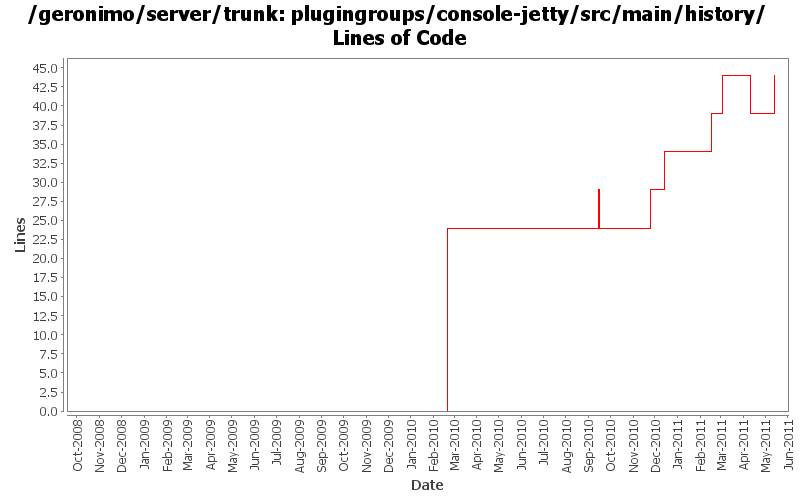 /geronimo/server/trunk: plugingroups/console-jetty/src/main/history/
Lines of Code
45.0
42.5
40.0
37.5
35.0
32.5
30.0
27.5
25.0
22.5
20.0
17.5
15.0
12.5
10.0
7.5
5.0
2.5
0.0
Lines
Oct-2008
Nov-2008
Dec-2008
Jan-2009
Feb-2009
Mar-2009
Apr-2009
May-2009
Jun-2009
Jul-2009
Aug-2009
Sep-2009
Oct-2009
Nov-2009
Dec-2009
Jan-2010
Feb-2010
Mar-2010
Apr-2010
May-2010
Jun-2010
Jul-2010
Aug-2010
Sep-2010
Oct-2010
Nov-2010
Dec-2010
Jan-2011
Feb-2011
Mar-2011
Apr-2011
May-2011
Jun-2011
Date